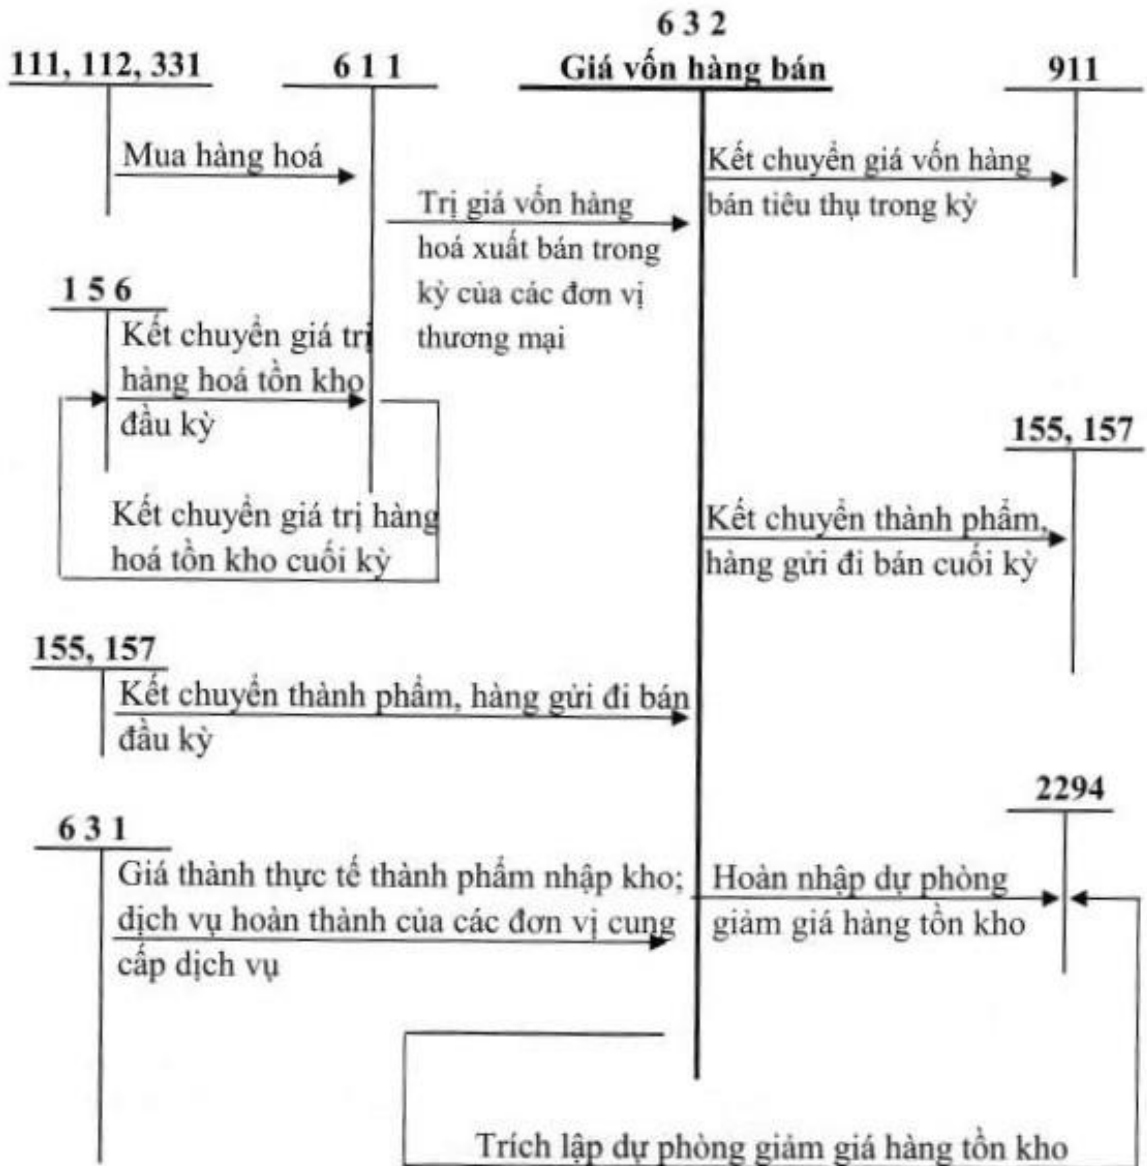 6 3 2
111, 112, 331
6 1 1
Giá vốn hàng bán
911
Mua hàng hoá
Kết chuyển giá vốn hàng
bán tiêu thụ trong kỳ
Trị giá vốn hàng
hoá xuất bán trong
kỳ của các đơn vị
thương mại
1 5 6
Kết chuyển giá trị
hàng hoá tồn kho
đầu kỳ
155, 157
Kết chuyển giá trị hàng
hoá tồn kho cuối kỳ
Kết chuyển thành phẩm,
hàng gửi đi bán cuối kỳ
155, 157
Kết chuyển thành phẩm, hàng gửi đi bán
đầu kỳ
2294
6 3 1
Giá thành thực tế thành phẩm nhập kho;
dịch vụ hoàn thành của các đơn vị cung
cấp dịch vụ
Hoàn nhập dự phòng
giảm giá hàng tồn kho
Trích lập dự phòng giảm giá hàng tồn kho